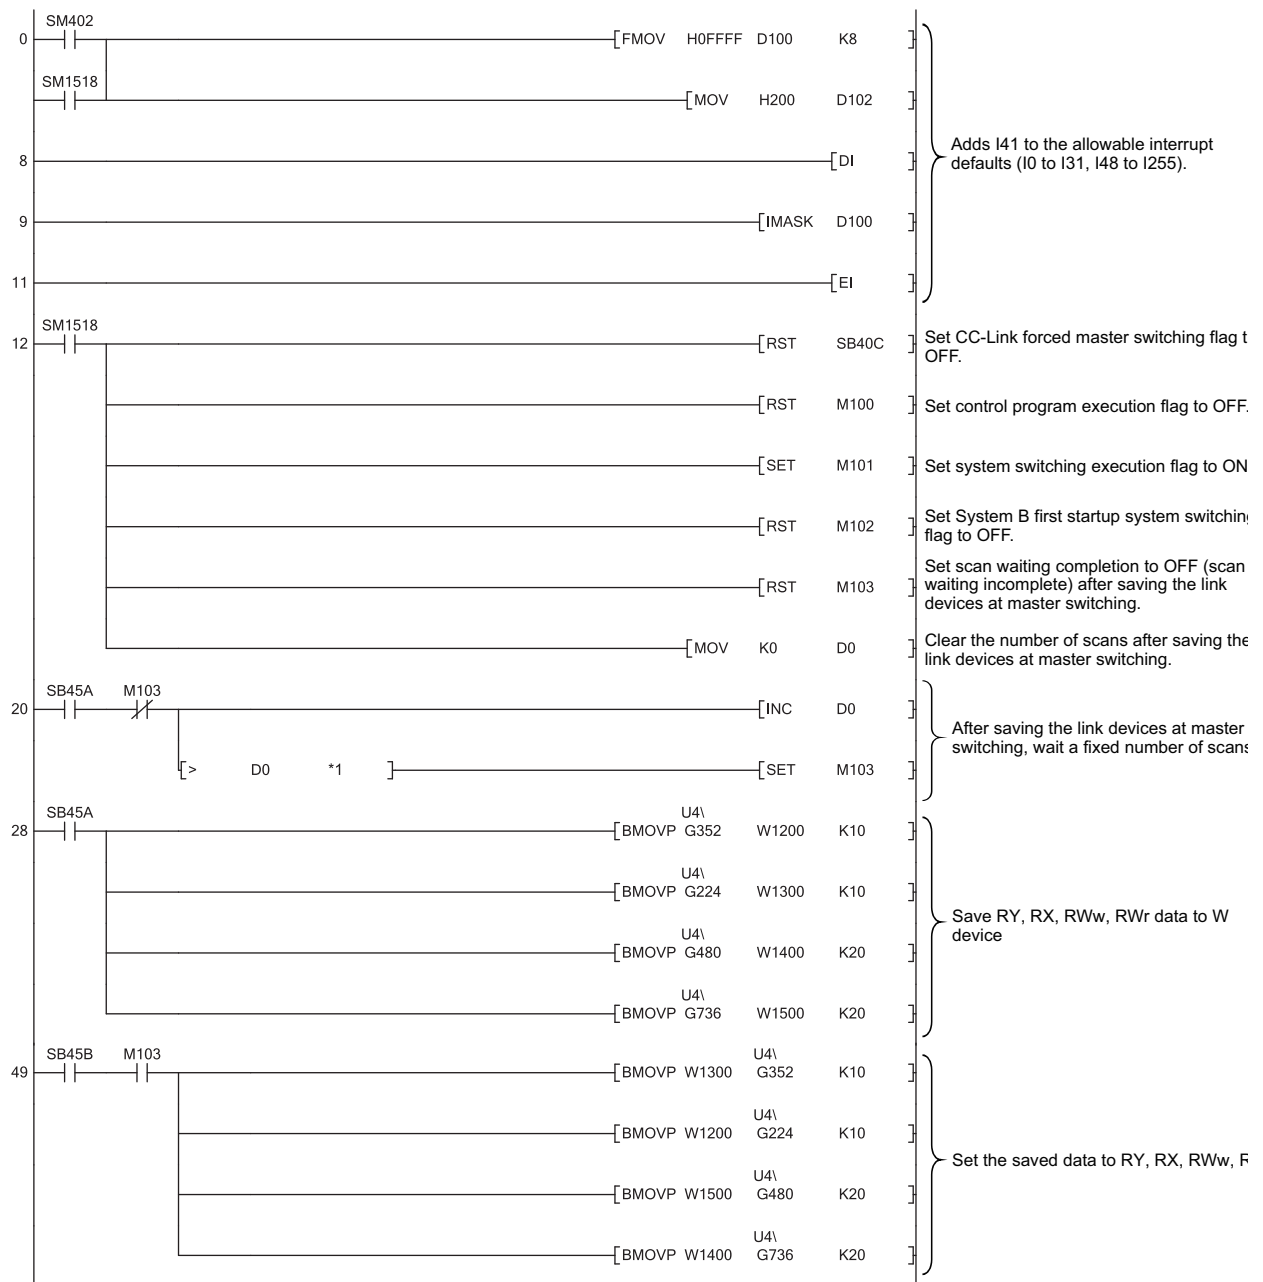 SM402
0 [FMOV H0FFFF D100 K8 ]
SM1518
[MOV H200 D102 ]
Adds I41 to the allowable interrupt
defaults (I0 to I31, I48 to I255).
8 [DI ]
9 [IMASK D100 ]
11 [EI ]
SM1518
12 [RST SB40C ]
Set CC-Link forced master switching flag t
OFF.
[RST M100 ]
Set control program execution flag to OFF.
[SET M101 ]
Set system switching execution flag to ON
[RST M102 ]
Set System B first startup system switching
flag to OFF.
[RST M103 ]
Set scan waiting completion to OFF (scan
waiting incomplete) after saving the link
devices at master switching.
[MOV K0 D0 ]
Clear the number of scans after saving the
link devices at master switching.
SB45A M103
20 [INC D0 ]
[> D0 *1 ] [SET M103 ]
After saving the link devices at master
switching, wait a fixed number of scans
SB45A
28 [BMOVP U4\G352 W1200 K10 ]
[BMOVP U4\G224 W1300 K10 ]
[BMOVP U4\G480 W1400 K20 ]
[BMOVP U4\G736 W1500 K20 ]
Save RY, RX, RWw, RWr data to W
device
SB45B M103
49 [BMOVP W1300 U4\G352 K10 ]
[BMOVP W1200 U4\G224 K10 ]
[BMOVP W1500 U4\G480 K20 ]
[BMOVP W1400 U4\G736 K20 ]
Set the saved data to RY, RX, RWw, R